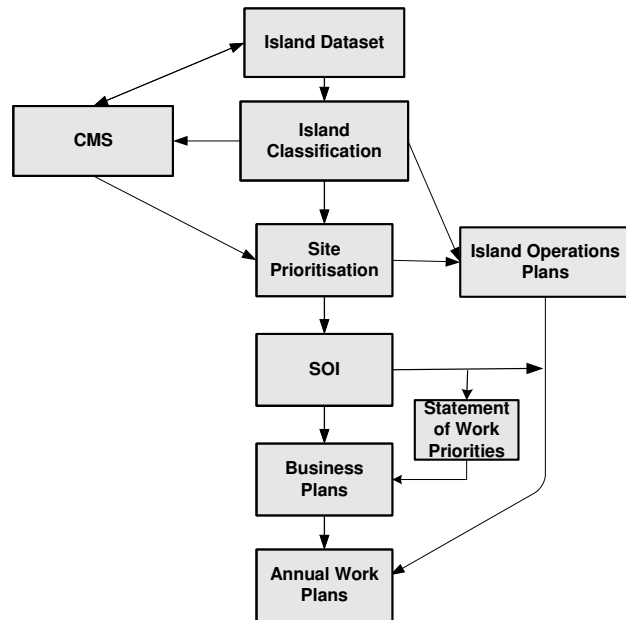 Island Dataset
CMS
Island
Classification
Site
Prioritisation
Island Operations
Plans
SOI
Statement
of Work
Priorities
Business
Plans
Annual Work
Plans